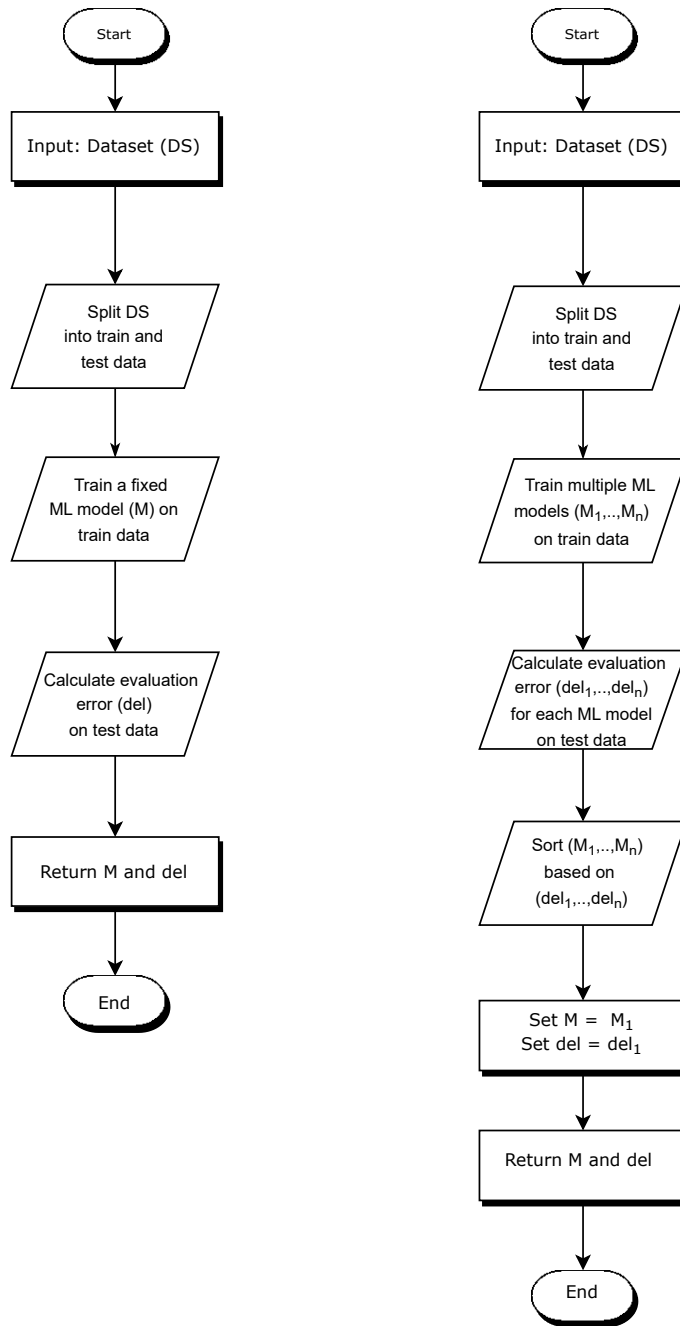 Start
Input: Dataset (DS)
Split DS
into train and
test data
Train a fixed
ML model (M) on
train data
Calculate evaluation
error (del)
on test data
Return M and del
End
Start
Input: Dataset (DS)
Split DS
into train and
test data
Train multiple ML
models (M₁,..,Mₙ)
on train data
Calculate evaluation
error (del₁,..,delₙ)
for each ML model
on test data
Sort (M₁,..,Mₙ)
based on
(del₁,..,delₙ)
Set M = M₁
Set del = del₁
Return M and del
End